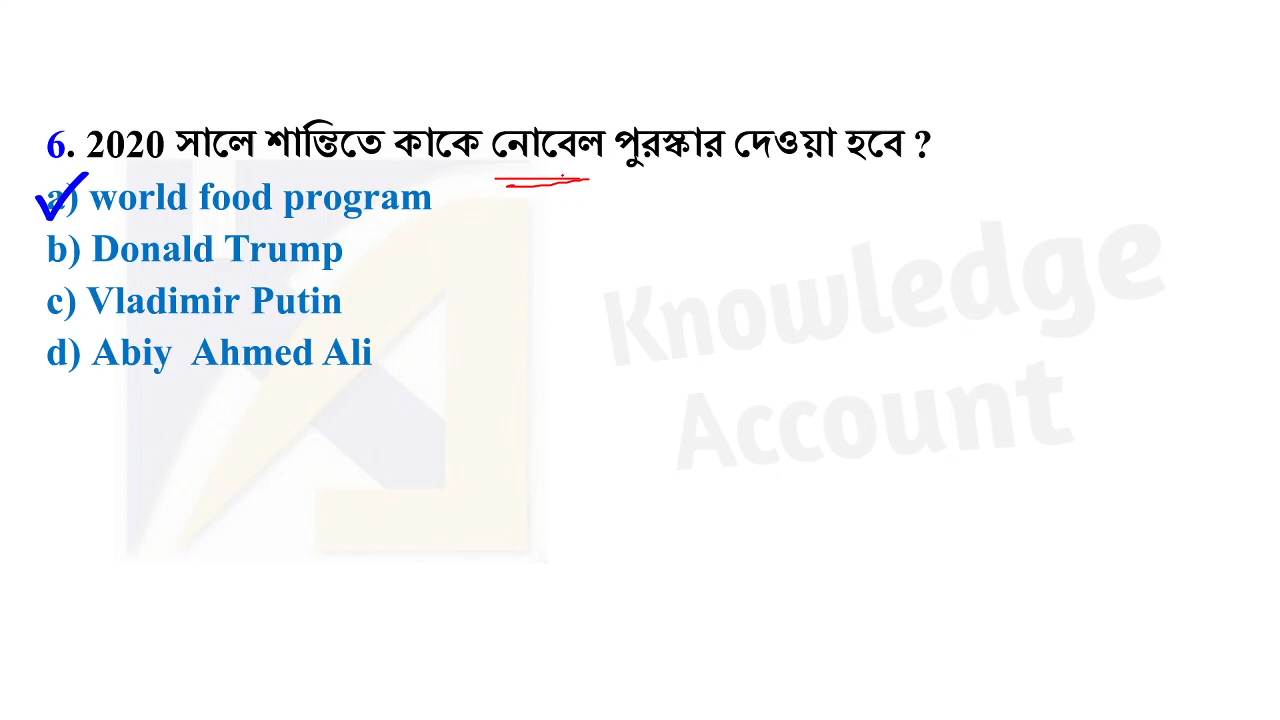 6. 2020 সালে শান্তিতে কাকে নোবেল পুরস্কার দেওয়া হবে ?
a) world food program
b) Donald Trump
c) Vladimir Putin
d) Abiy Ahmed Ali
Knowledge
Account